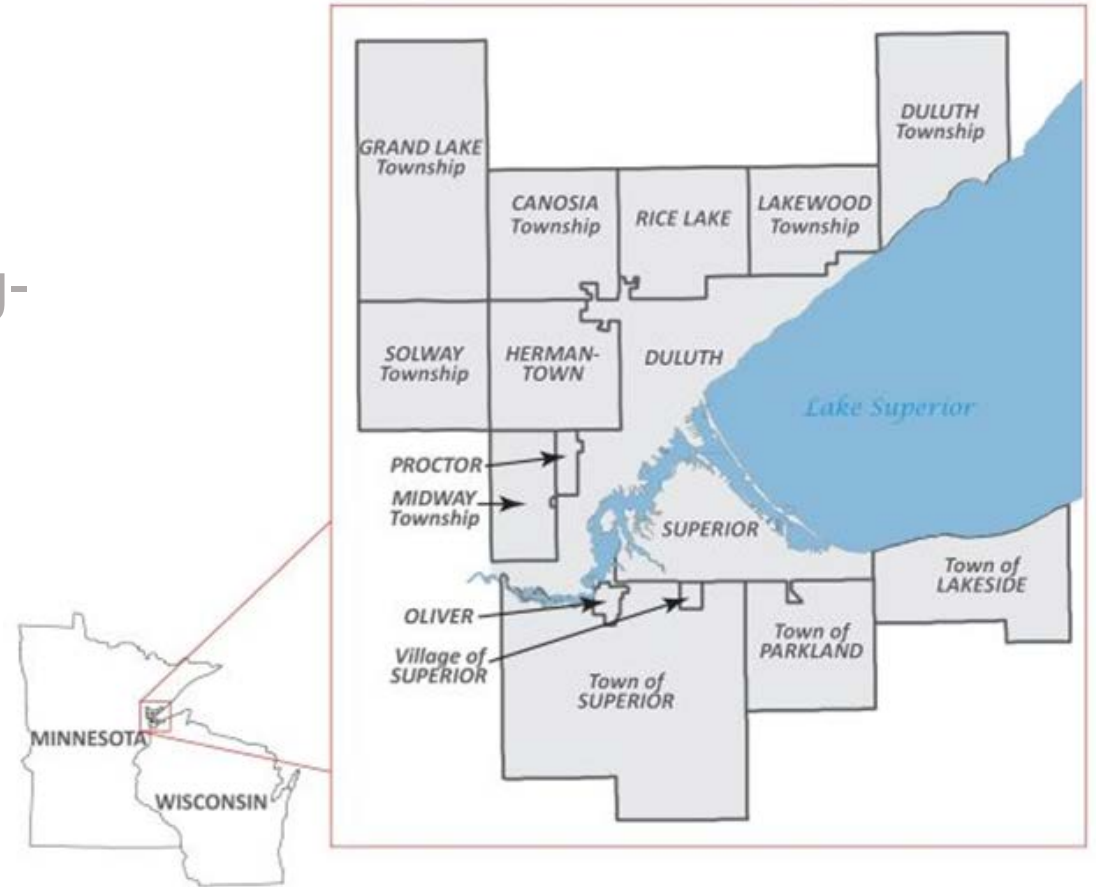 DULUTH
Township
GRAND LAKE
Township
CANOSIA
Township
RICE LAKE
LAKEWOOD
Township
SOLWAY
Township
HERMAN-
TOWN
DULUTH
Lake Superior
PROCTOR
MIDWAY
Township
SUPERIOR
Town of
LAKESIDE
OLIVER
Village of
SUPERIOR
Town of
SUPERIOR
Town of
PARKLAND
MINNESOTA
WISCONSIN